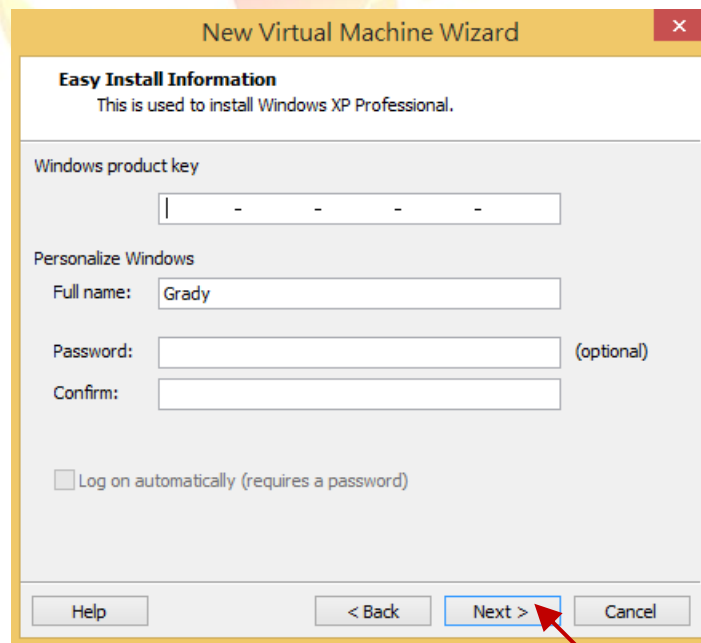 New Virtual Machine Wizard
Easy Install Information
This is used to install Windows XP Professional.
Windows product key
- - - -
Personalize Windows
Full name: Grady
Password: (optional)
Confirm:
Log on automatically (requires a password)
Help < Back Next > Cancel